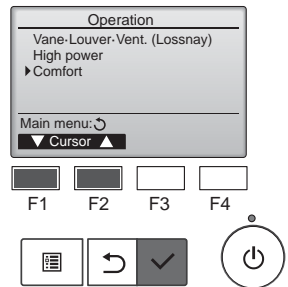 Operation
Vane·Louver·Vent. (Lossnay)
High power
Comfort
Main menu:
Cursor
F1 F2 F3 F4